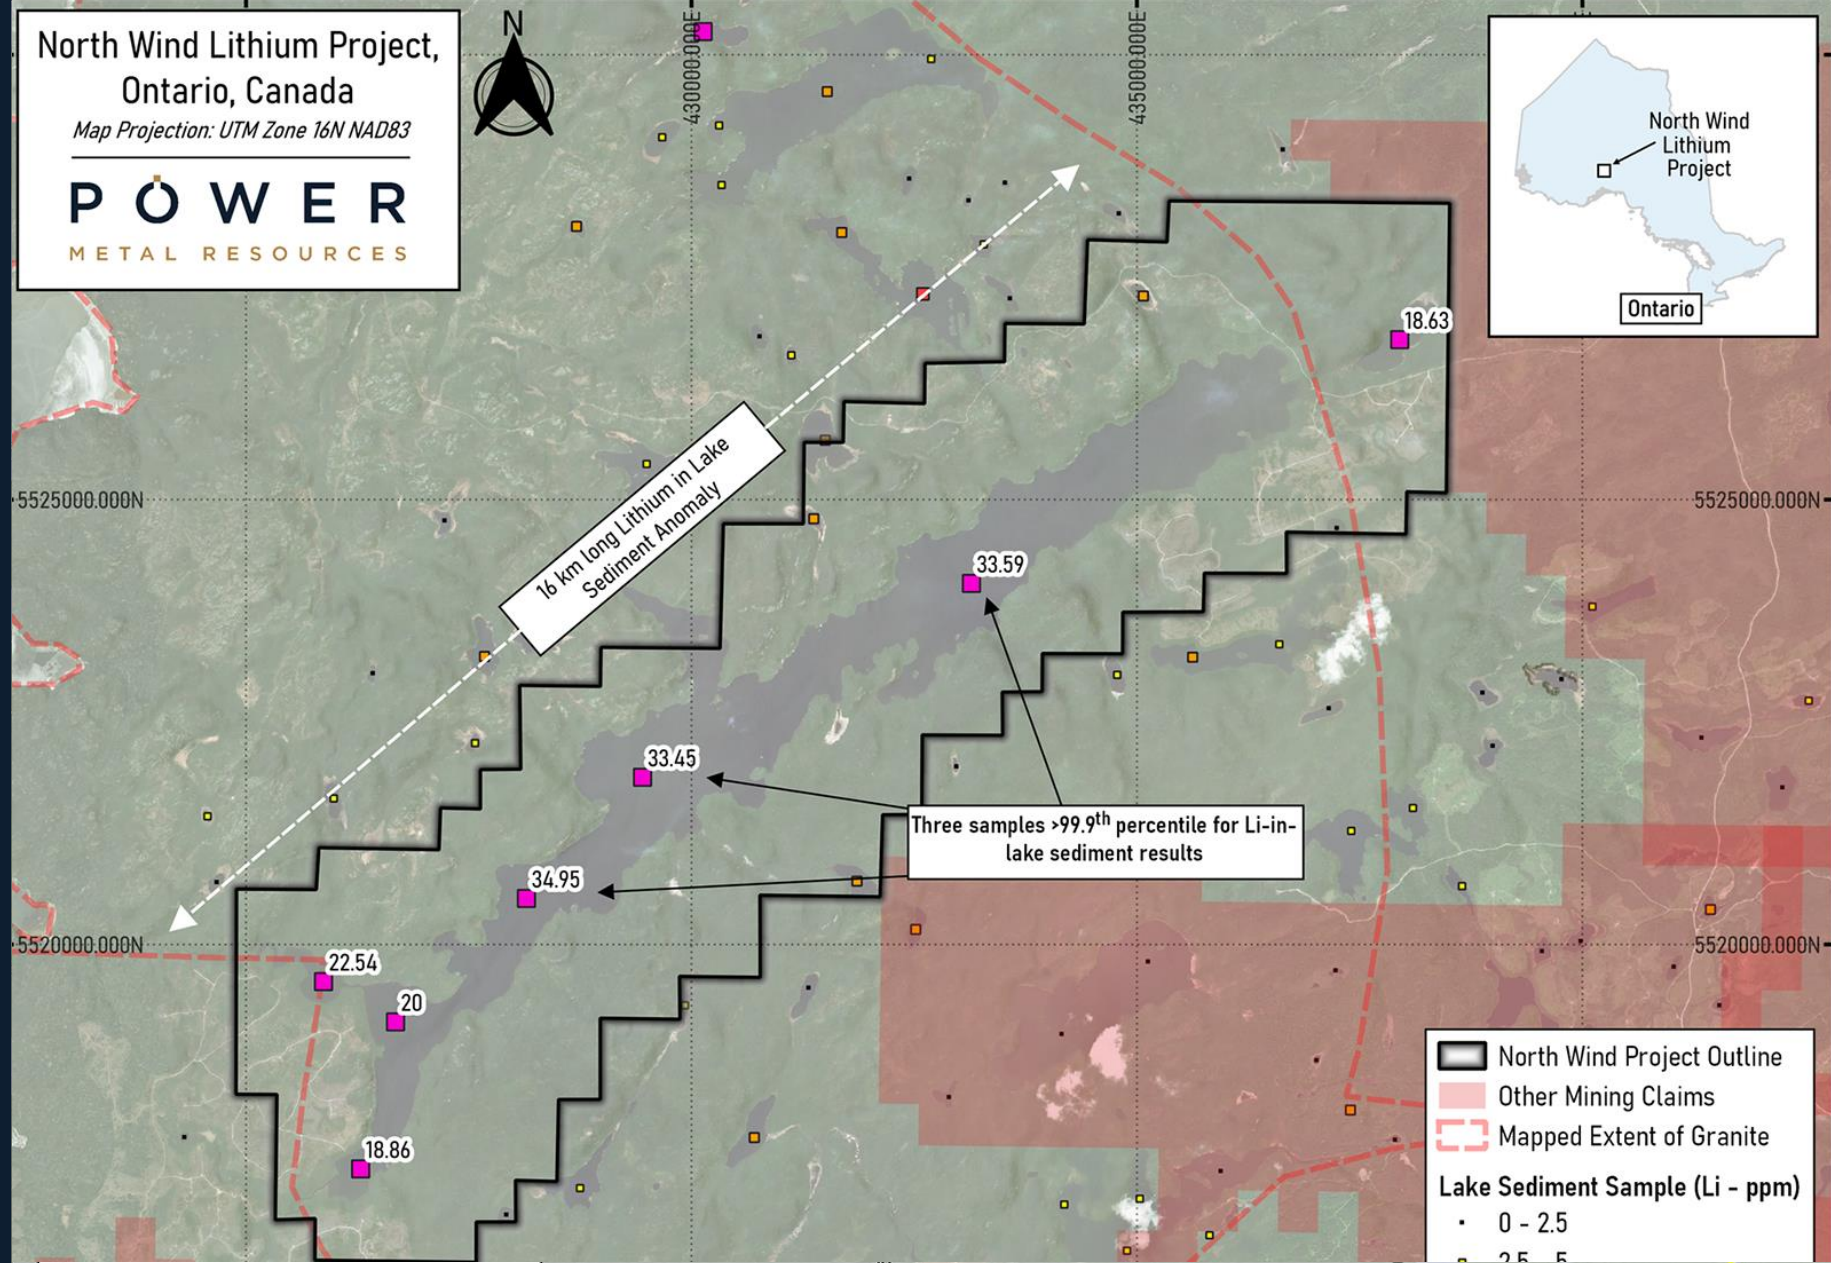 North Wind Lithium Project,
Ontario, Canada
Map Projection: UTM Zone 16N NAD83
POWER
METAL RESOURCES
N
430000.000E
435000.000E
North Wind
Lithium
Project
Ontario
18.63
16 km long Lithium in Lake
Sediment Anomaly
5525000.000N
5525000.000N
33.59
33.45
Three samples >99.9th percentile for Li-in-
lake sediment results
34.95
5520000.000N
5520000.000N
22.54
20
18.86
North Wind Project Outline
Other Mining Claims
Mapped Extent of Granite
Lake Sediment Sample (Li - ppm)
0 - 2.5
2.5 - 5